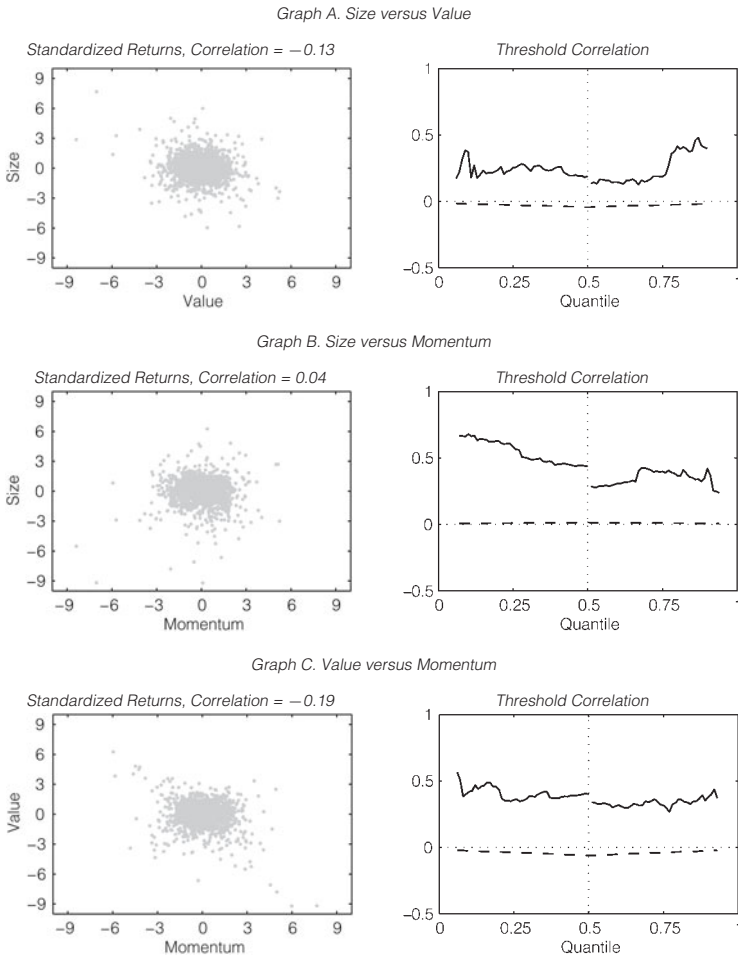 Graph A. Size versus Value
Standardized Returns, Correlation = −0.13
Threshold Correlation
9
6
3
0
−3
−6
−9
Size
−9 −6 −3 0 3 6 9
Value
1
0.5
0
−0.5
0 0.25 0.5 0.75 1
Quantile
Graph B. Size versus Momentum
Standardized Returns, Correlation = 0.04
Threshold Correlation
9
6
3
0
−3
−6
−9
Size
−9 −6 −3 0 3 6 9
Momentum
1
0.5
0
−0.5
0 0.25 0.5 0.75 1
Quantile
Graph C. Value versus Momentum
Standardized Returns, Correlation = −0.19
Threshold Correlation
9
6
3
0
−3
−6
−9
Value
−9 −6 −3 0 3 6 9
Momentum
1
0.5
0
−0.5
0 0.25 0.5 0.75 1
Quantile